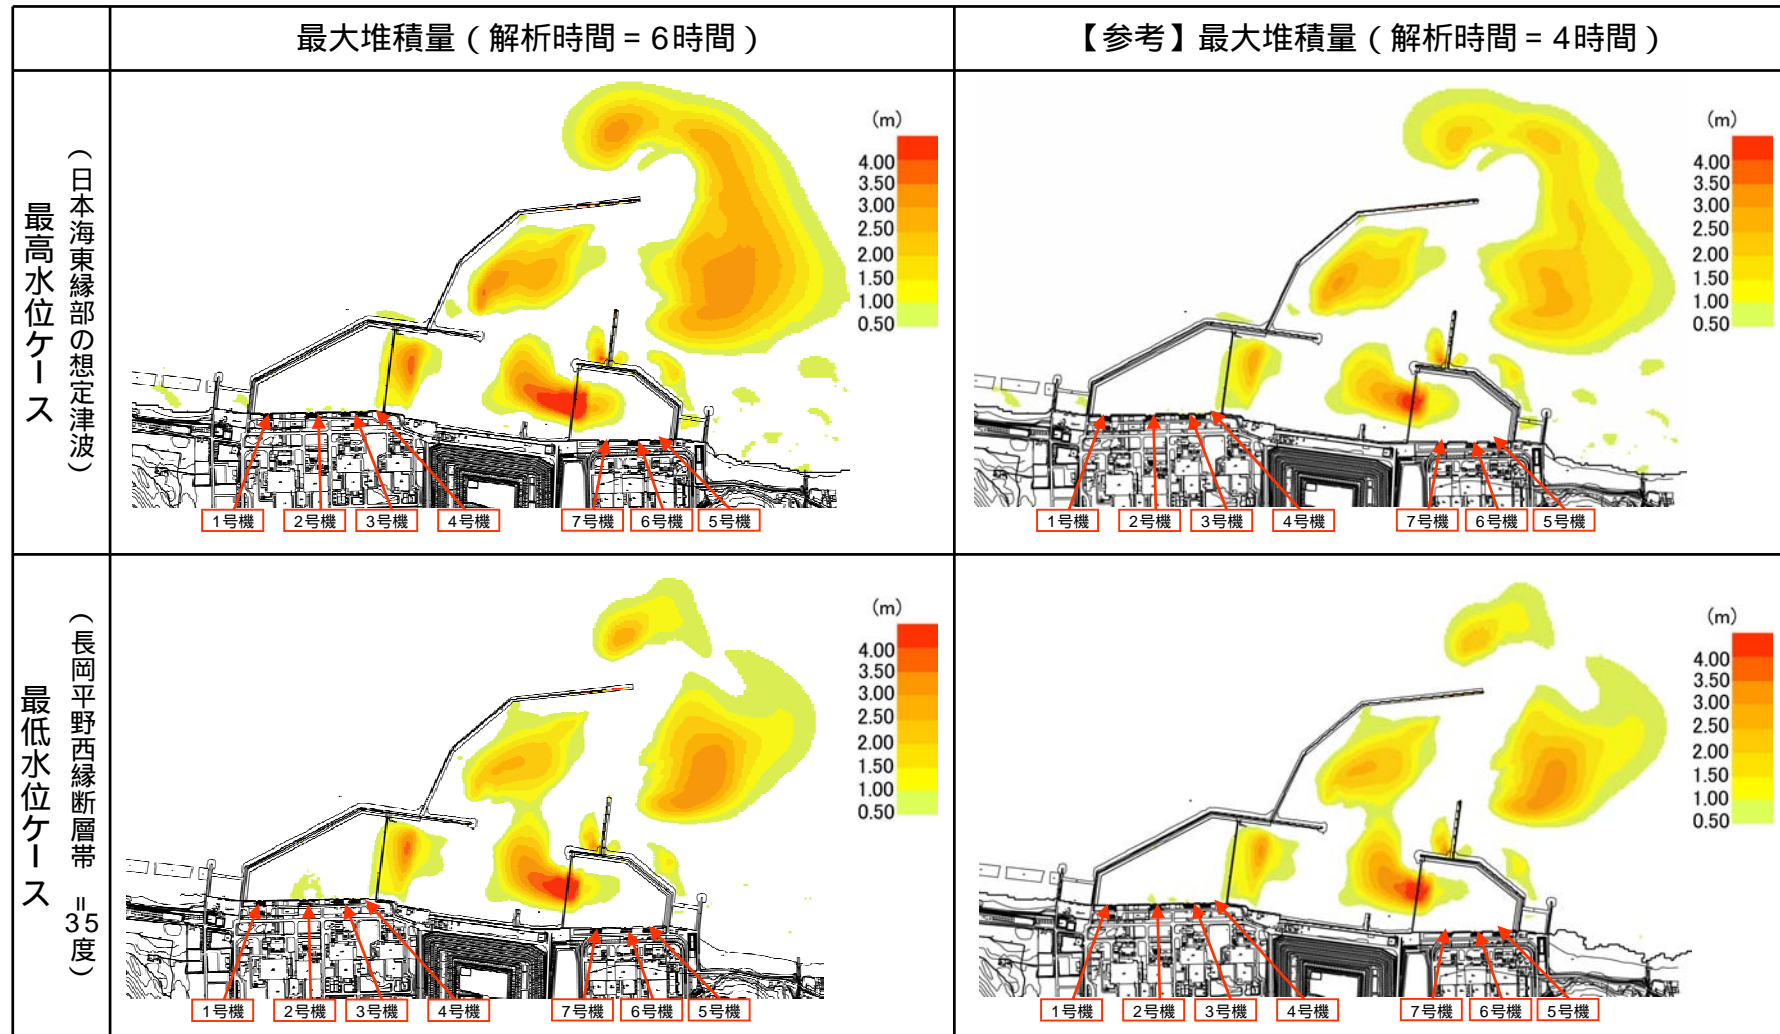 最大堆積量（解析時間＝6時間）
【参考】最大堆積量（解析時間＝4時間）
最高水位ケース
（日本海東縁部の想定津波）
(m)
4.00
3.50
3.00
2.50
2.00
1.50
1.00
0.50
1号機
2号機
3号機
4号機
7号機
6号機
5号機
(m)
4.00
3.50
3.00
2.50
2.00
1.50
1.00
0.50
1号機
2号機
3号機
4号機
7号機
6号機
5号機
最低水位ケース
（長岡平野西縁断層帯　＝35度）
(m)
4.00
3.50
3.00
2.50
2.00
1.50
1.00
0.50
1号機
2号機
3号機
4号機
7号機
6号機
5号機
(m)
4.00
3.50
3.00
2.50
2.00
1.50
1.00
0.50
1号機
2号機
3号機
4号機
7号機
6号機
5号機